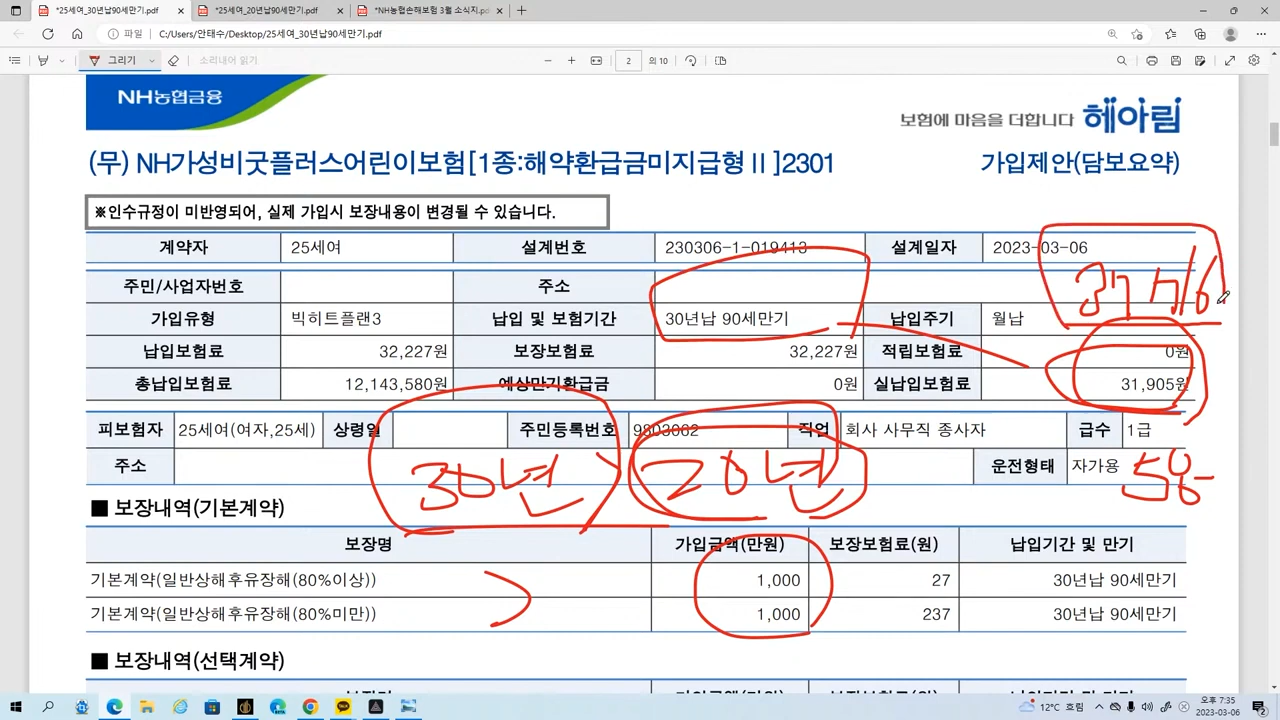 *25세여_30년납90세만기.pdf
*25세여_20년납90세만기.pdf
*NH농협손해보험 3월 소식지.pdf
파일 C:/Users/안태수/Desktop/25세여_30년납90세만기.pdf
그리기 소리내어 읽기 2 의 10
NH농협금융
보험에 마음을 더합니다 헤아림
(무) NH가성비굿플러스어린이보험[1종:해약환급금미지급형Ⅱ]2301 가입제안(담보요약)
※인수규정이 미반영되어, 실제 가입시 보장내용이 변경될 수 있습니다.
계약자 25세여 설계번호 230306-1-019413 설계일자 2023-03-06
37세/6
주민/사업자번호 주소
가입유형 빅히트플랜3 납입 및 보험기간 30년납 90세만기 납입주기 월납
납입보험료 32,227원 보장보험료 32,227원 적립보험료 0원
총납입보험료 12,143,580원 예상만기환급금 0원 실납입보험료 31,905원
피보험자 25세여(여자,25세) 상령일 주민등록번호 9803062 직업 회사 사무직 종사자 급수 1급
주소 운전형태 자가용
30년 20년 58
■ 보장내역(기본계약)
보장명 가입금액(만원) 보장보험료(원) 납입기간 및 만기
기본계약(일반상해후유장해(80%이상)) 1,000 27 30년납 90세만기
기본계약(일반상해후유장해(80%미만)) 1,000 237 30년납 90세만기
■ 보장내역(선택계약)
12°C 흐림 오후 7:35
2023-03-06